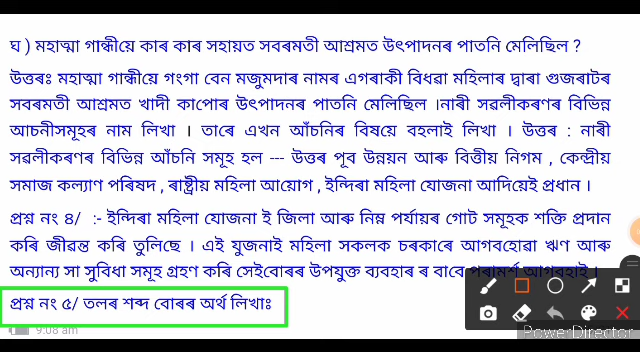 ঘ ) মহাত্মা গান্ধীয়ে কাৰ কাৰ সহায়ত সবৰমতী আশ্ৰমত উৎপাদনৰ পাতনি মেলিছিল ?
উত্তৰঃ মহাত্মা গান্ধীয়ে গংগা বেন মজুমদাৰ নামৰ এগৰাকী বিধৱা মহিলাৰ দ্বাৰা গুজৰাটৰ
সবৰমতী আশ্ৰমত খাদী কাপোৰ উৎপাদনৰ পাতনি মেলিছিল ।নাৰী সৱলীকৰণৰ বিভিন্ন
আচনীসমূহৰ নাম লিখা । তাৰে এখন আঁচনিৰ বিষয়ে বহলাই লিখা । উত্তৰ : নাৰী
সৱলীকৰণৰ বিভিন্ন আঁচনি সমূহ হল --- উত্তৰ পূব উন্নয়ন আৰু বিত্তীয় নিগম , কেন্দ্ৰীয়
সমাজ কল্যাণ পৰিষদ , ৰাষ্ট্ৰীয় মহিলা আয়োগ , ইন্দিৰা মহিলা যোজনা আদিয়েই প্ৰধান ।
প্ৰশ্ন নং ৪/ :- ইন্দিৰা মহিলা যোজনা ই জিলা আৰু নিম্ন পৰ্যায়ৰ গোট সমূহক শক্তি প্ৰদান
কৰি জীৱন্ত কৰি তুলিছে । এই যুজনাই মহিলা সকলক চৰকাৰে আগবঢ়োৱা ঋণ আৰু
অন্যান্য সা সুবিধা সমূহ গ্ৰহণ কৰি সেইবোৰৰ উপযুক্ত ব্যৱহাৰ ৰ বাবে পৰামৰ্শ আগবঢ়াই ।
প্ৰশ্ন নং ৫/ তলৰ শব্দ বোৰৰ অৰ্থ লিখাঃ
9:08 am
PowerDirector